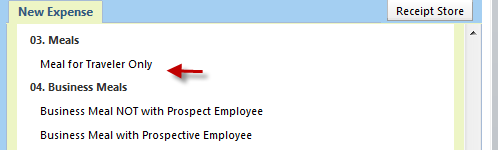 New Expense
Receipt Store
03. Meals
Meal for Traveler Only
04. Business Meals
Business Meal NOT with Prospect Employee
Business Meal with Prospective Employee